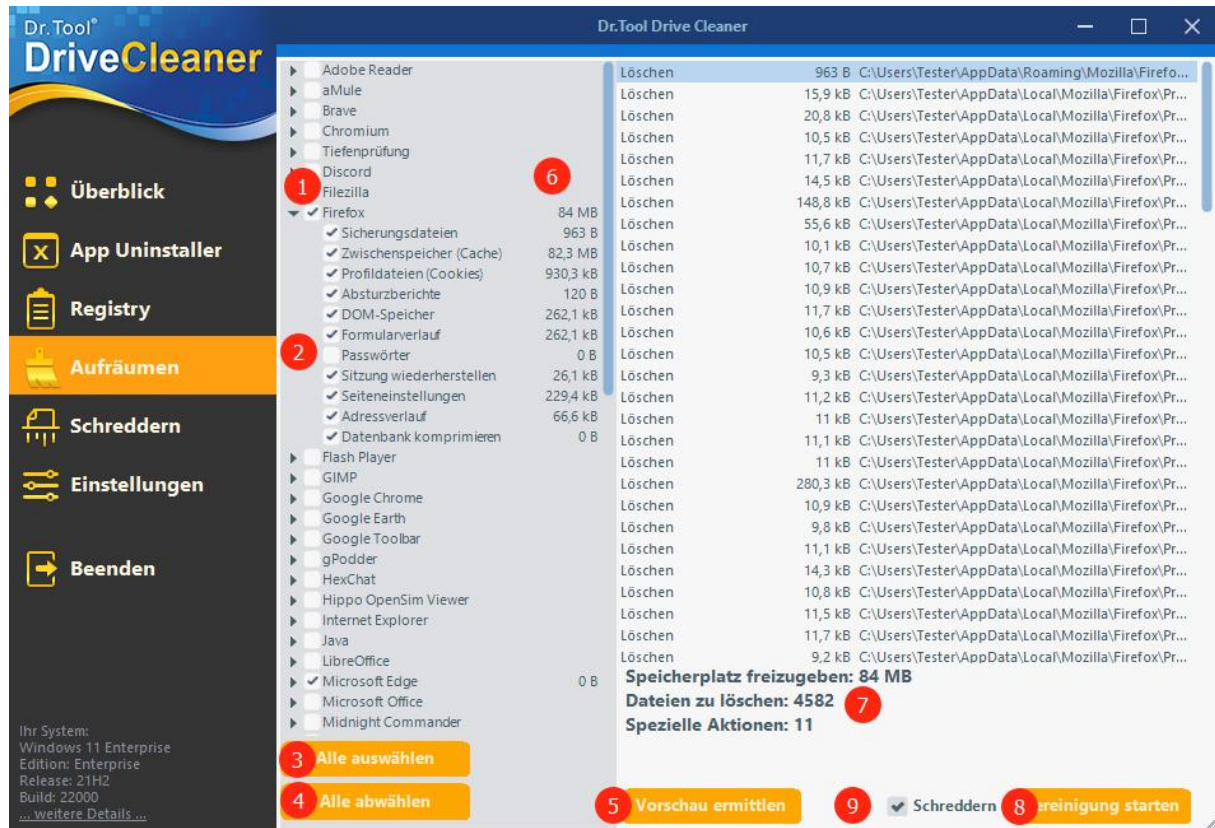 Dr.Tool®
DriveCleaner
Dr.Tool Drive Cleaner
Überblick
App Uninstaller
Registry
Aufräumen
Schreddern
Einstellungen
Beenden
Ihr System:
Windows 11 Enterprise
Edition: Enterprise
Release: 21H2
Build: 22000
... weitere Details ...
Adobe Reader
aMule
Brave
Chromium
Tiefenprüfung
Discord
6
1
Filezilla
Firefox 84 MB
Sicherungsdateien 963 B
Zwischenspeicher (Cache) 82,3 MB
Profildateien (Cookies) 930,3 kB
Absturzberichte 120 B
DOM-Speicher 262,1 kB
Formularverlauf 262,1 kB
2
Passwörter 0 B
Sitzung wiederherstellen 26,1 kB
Seiteneinstellungen 229,4 kB
Adressverlauf 66,6 kB
Datenbank komprimieren 0 B
Flash Player
GIMP
Google Chrome
Google Earth
Google Toolbar
gPodder
HexChat
Hippo OpenSim Viewer
Internet Explorer
Java
LibreOffice
Microsoft Edge 0 B
Microsoft Office
Midnight Commander
3 Alle auswählen
4 Alle abwählen
Löschen 963 B C:\Users\Tester\AppData\Roaming\Mozilla\Firefo...
Löschen 15,9 kB C:\Users\Tester\AppData\Local\Mozilla\Firefox\Pr...
Löschen 20,8 kB C:\Users\Tester\AppData\Local\Mozilla\Firefox\Pr...
Löschen 10,5 kB C:\Users\Tester\AppData\Local\Mozilla\Firefox\Pr...
Löschen 11,7 kB C:\Users\Tester\AppData\Local\Mozilla\Firefox\Pr...
Löschen 14,5 kB C:\Users\Tester\AppData\Local\Mozilla\Firefox\Pr...
Löschen 148,8 kB C:\Users\Tester\AppData\Local\Mozilla\Firefox\Pr...
Löschen 55,6 kB C:\Users\Tester\AppData\Local\Mozilla\Firefox\Pr...
Löschen 10,1 kB C:\Users\Tester\AppData\Local\Mozilla\Firefox\Pr...
Löschen 10,7 kB C:\Users\Tester\AppData\Local\Mozilla\Firefox\Pr...
Löschen 10,9 kB C:\Users\Tester\AppData\Local\Mozilla\Firefox\Pr...
Löschen 11,7 kB C:\Users\Tester\AppData\Local\Mozilla\Firefox\Pr...
Löschen 10,6 kB C:\Users\Tester\AppData\Local\Mozilla\Firefox\Pr...
Löschen 10,5 kB C:\Users\Tester\AppData\Local\Mozilla\Firefox\Pr...
Löschen 9,3 kB C:\Users\Tester\AppData\Local\Mozilla\Firefox\Pr...
Löschen 11,2 kB C:\Users\Tester\AppData\Local\Mozilla\Firefox\Pr...
Löschen 11 kB C:\Users\Tester\AppData\Local\Mozilla\Firefox\Pr...
Löschen 11,1 kB C:\Users\Tester\AppData\Local\Mozilla\Firefox\Pr...
Löschen 11 kB C:\Users\Tester\AppData\Local\Mozilla\Firefox\Pr...
Löschen 280,3 kB C:\Users\Tester\AppData\Local\Mozilla\Firefox\Pr...
Löschen 10,9 kB C:\Users\Tester\AppData\Local\Mozilla\Firefox\Pr...
Löschen 9,8 kB C:\Users\Tester\AppData\Local\Mozilla\Firefox\Pr...
Löschen 11,1 kB C:\Users\Tester\AppData\Local\Mozilla\Firefox\Pr...
Löschen 14,3 kB C:\Users\Tester\AppData\Local\Mozilla\Firefox\Pr...
Löschen 10,8 kB C:\Users\Tester\AppData\Local\Mozilla\Firefox\Pr...
Löschen 11,5 kB C:\Users\Tester\AppData\Local\Mozilla\Firefox\Pr...
Löschen 11,7 kB C:\Users\Tester\AppData\Local\Mozilla\Firefox\Pr...
Löschen 9,2 kB C:\Users\Tester\AppData\Local\Mozilla\Firefox\Pr...
Speicherplatz freizugeben: 84 MB
Dateien zu löschen: 4582
7
Spezielle Aktionen: 11
5 Vorschau ermittlen
9 Schreddern
8 ereinigung starten